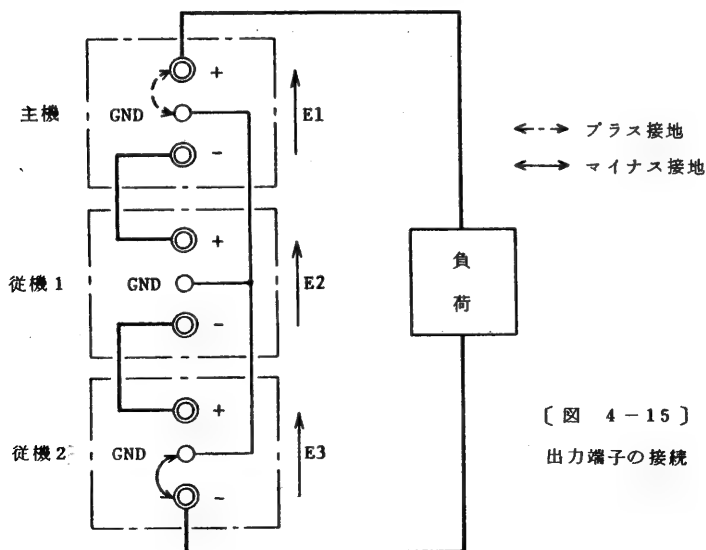 主機
GND
+
-
E1
プラス接地
マイナス接地
従機1
GND
+
-
E2
負
荷
従機2
GND
+
-
E3
〔図 4-15〕
出力端子の接続